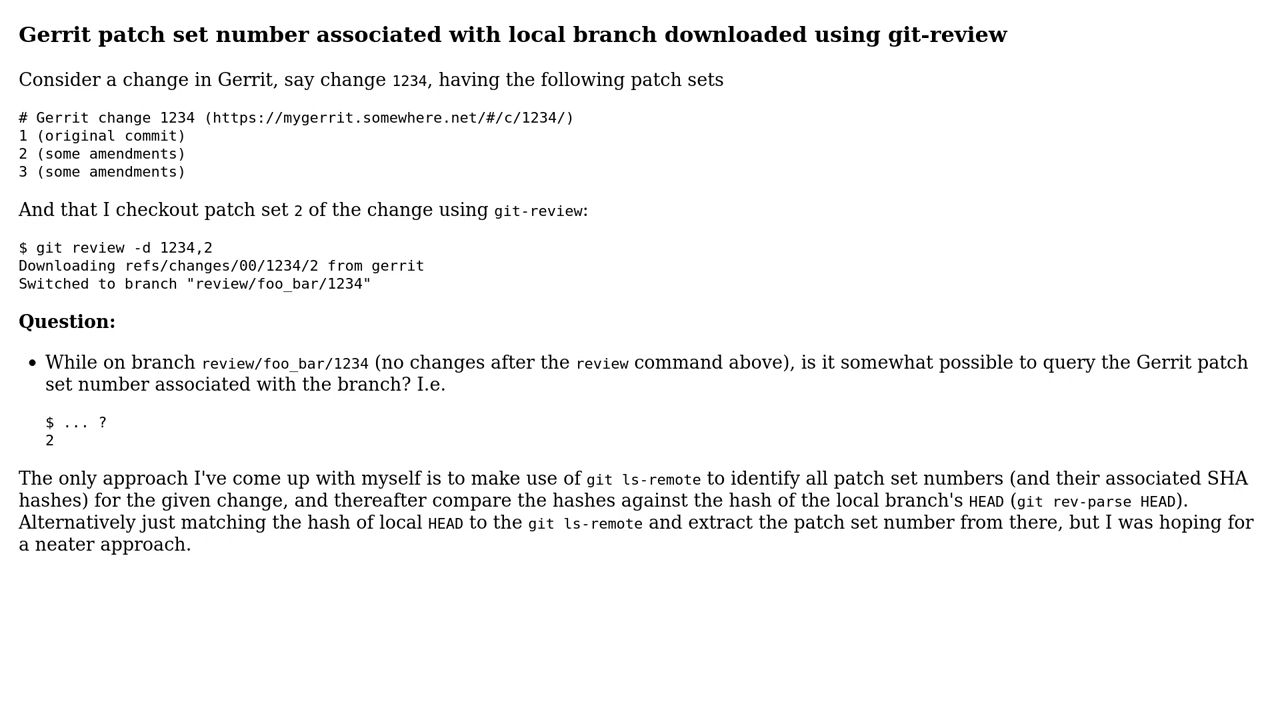 Gerrit patch set number associated with local branch downloaded using git-review
Consider a change in Gerrit, say change 1234, having the following patch sets
# Gerrit change 1234 (https://mygerrit.somewhere.net/#/c/1234/)
1 (original commit)
2 (some amendments)
3 (some amendments)
And that I checkout patch set 2 of the change using git-review:
$ git review -d 1234,2
Downloading refs/changes/00/1234/2 from gerrit
Switched to branch "review/foo_bar/1234"
Question:
• While on branch review/foo_bar/1234 (no changes after the review command above), is it somewhat possible to query the Gerrit patch
set number associated with the branch? I.e.
$ ... ?
2
The only approach I've come up with myself is to make use of git ls-remote to identify all patch set numbers (and their associated SHA
hashes) for the given change, and thereafter compare the hashes against the hash of the local branch's HEAD (git rev-parse HEAD).
Alternatively just matching the hash of local HEAD to the git ls-remote and extract the patch set number from there, but I was hoping for
a neater approach.